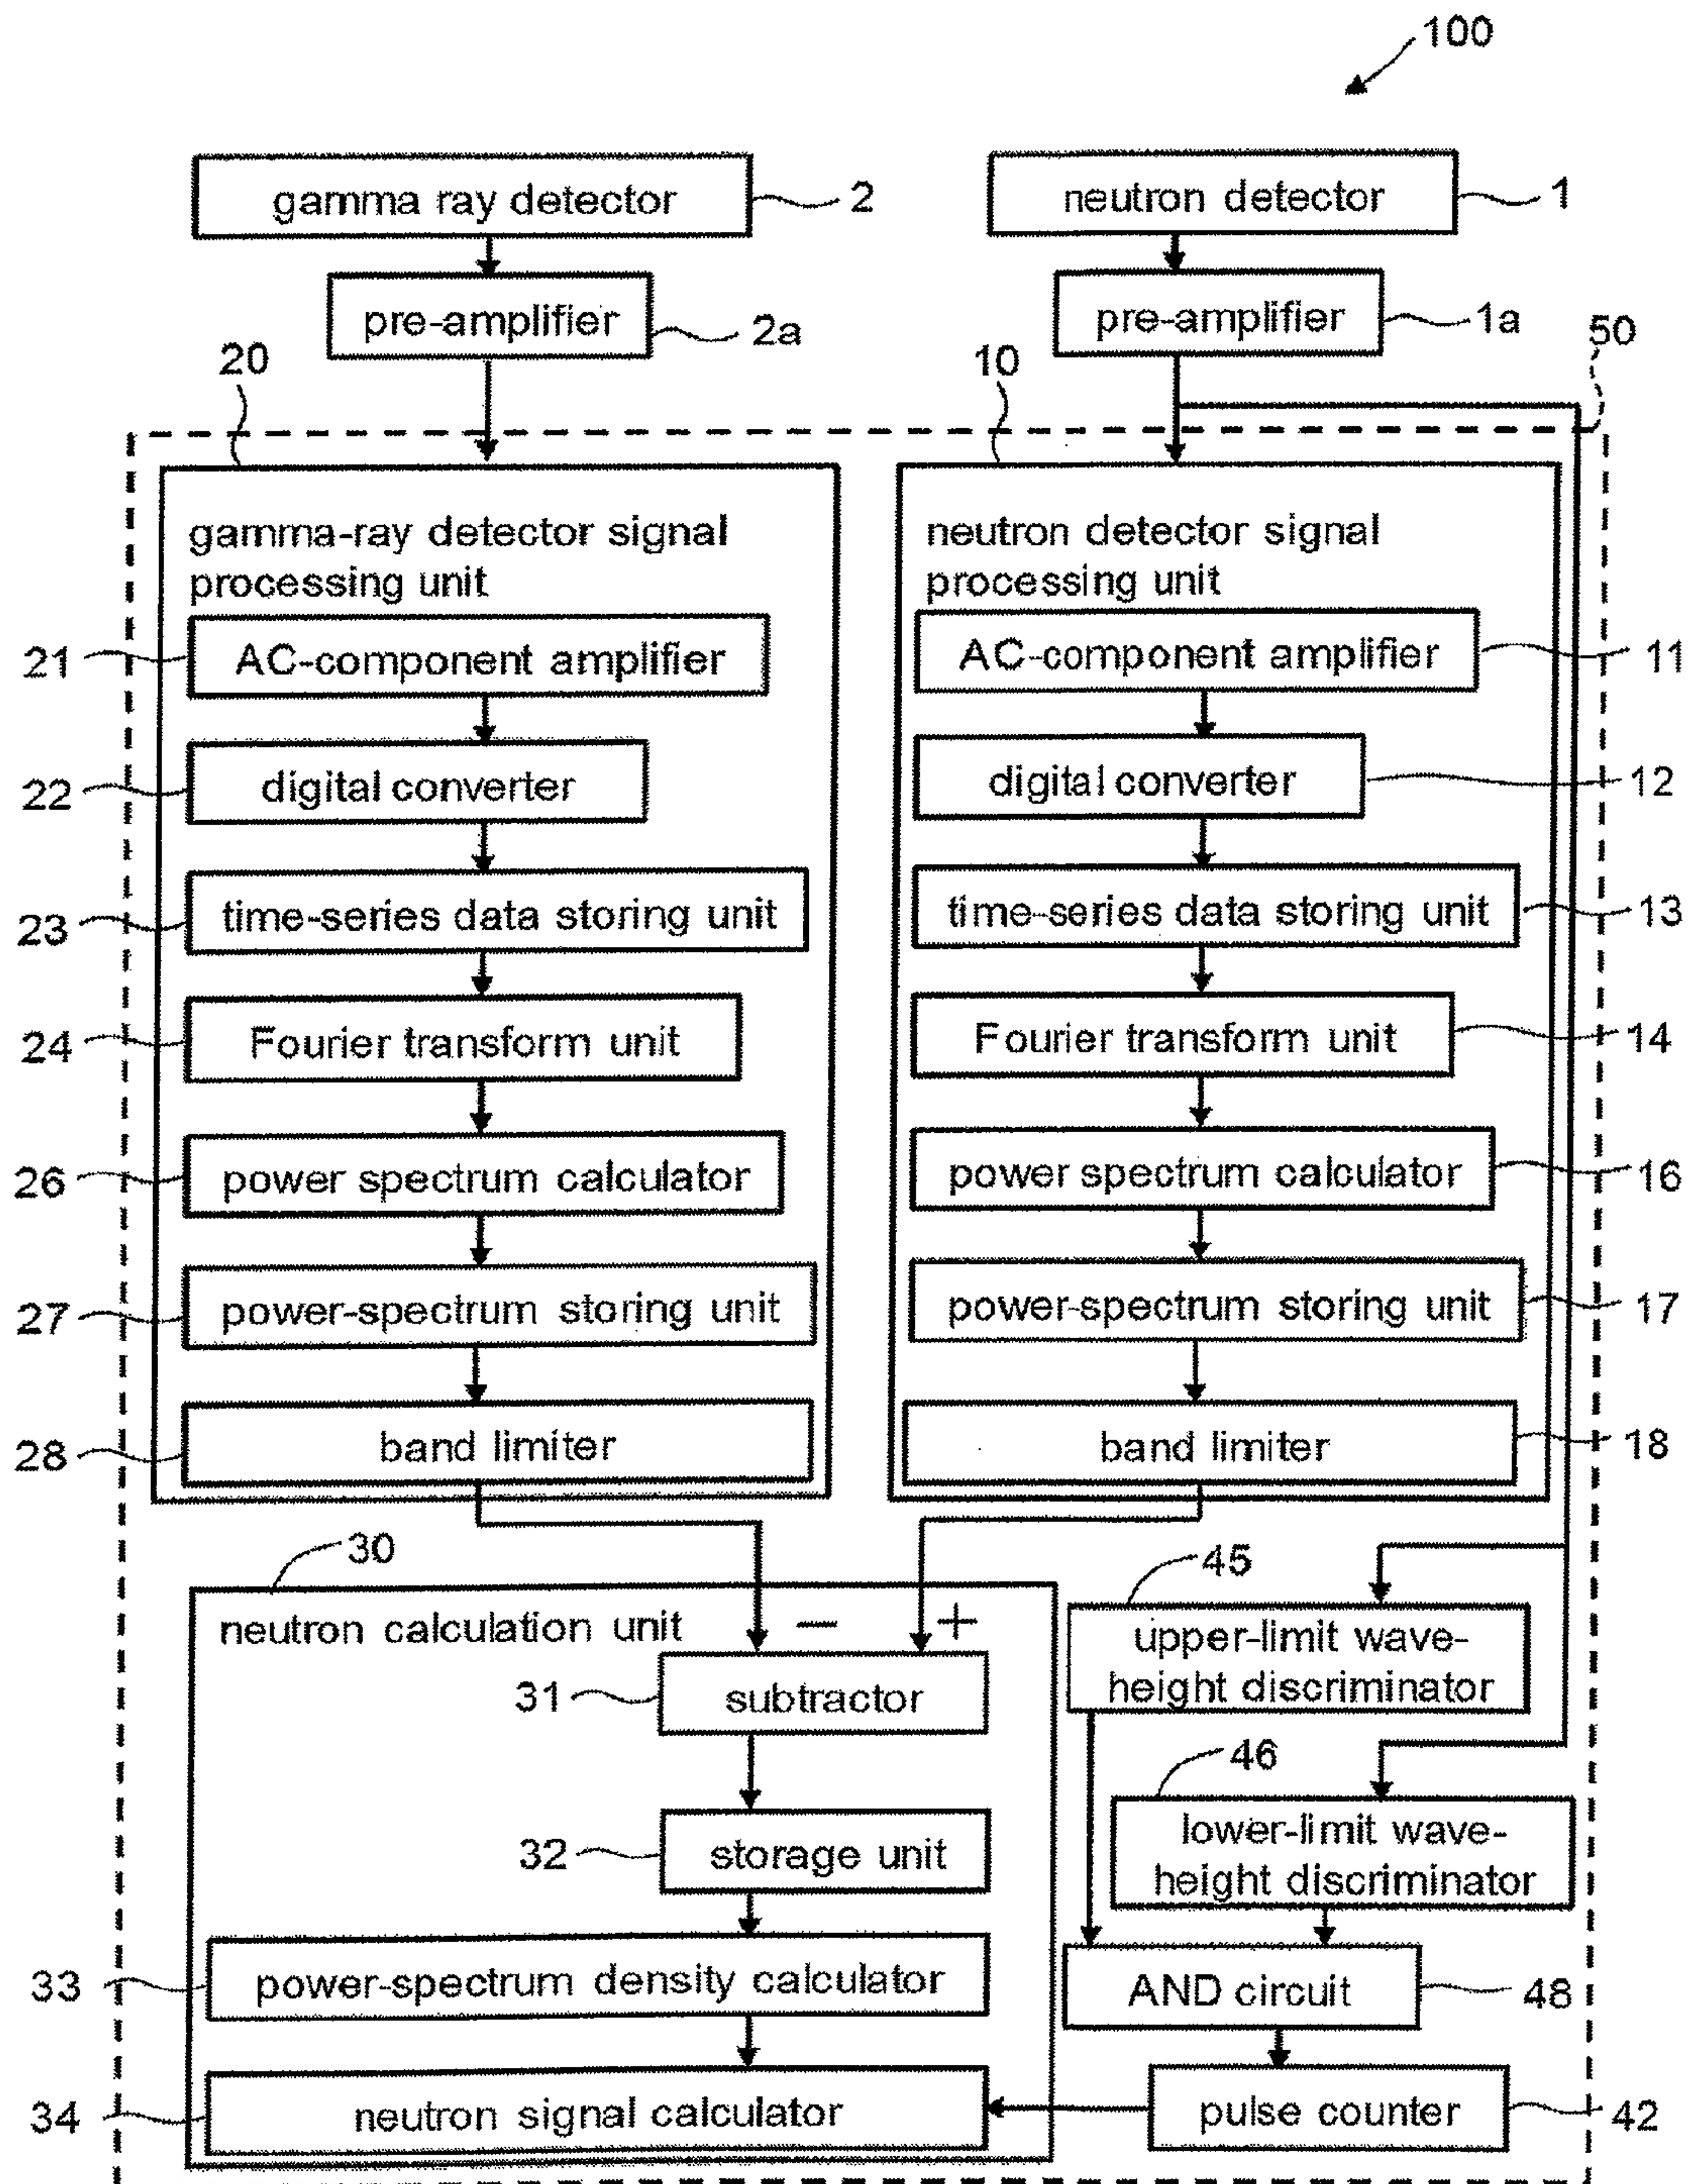 100
gamma ray detector
2
neutron detector
1
pre-amplifier
2a
pre-amplifier
1a
50
20
10
gamma-ray detector signal
processing unit
neutron detector signal
processing unit
21
AC-component amplifier
AC-component amplifier
11
22
digital converter
digital converter
12
23
time-series data storing unit
time-series data storing unit
13
24
Fourier transform unit
Fourier transform unit
14
26
power spectrum calculator
power spectrum calculator
16
27
power-spectrum storing unit
power-spectrum storing unit
17
28
band limiter
band limiter
18
30
45
neutron calculation unit
−
+
upper-limit wave-
height discriminator
31
subtractor
46
lower-limit wave-
height discriminator
32
storage unit
33
power-spectrum density calculator
AND circuit
48
34
neutron signal calculator
pulse counter
42